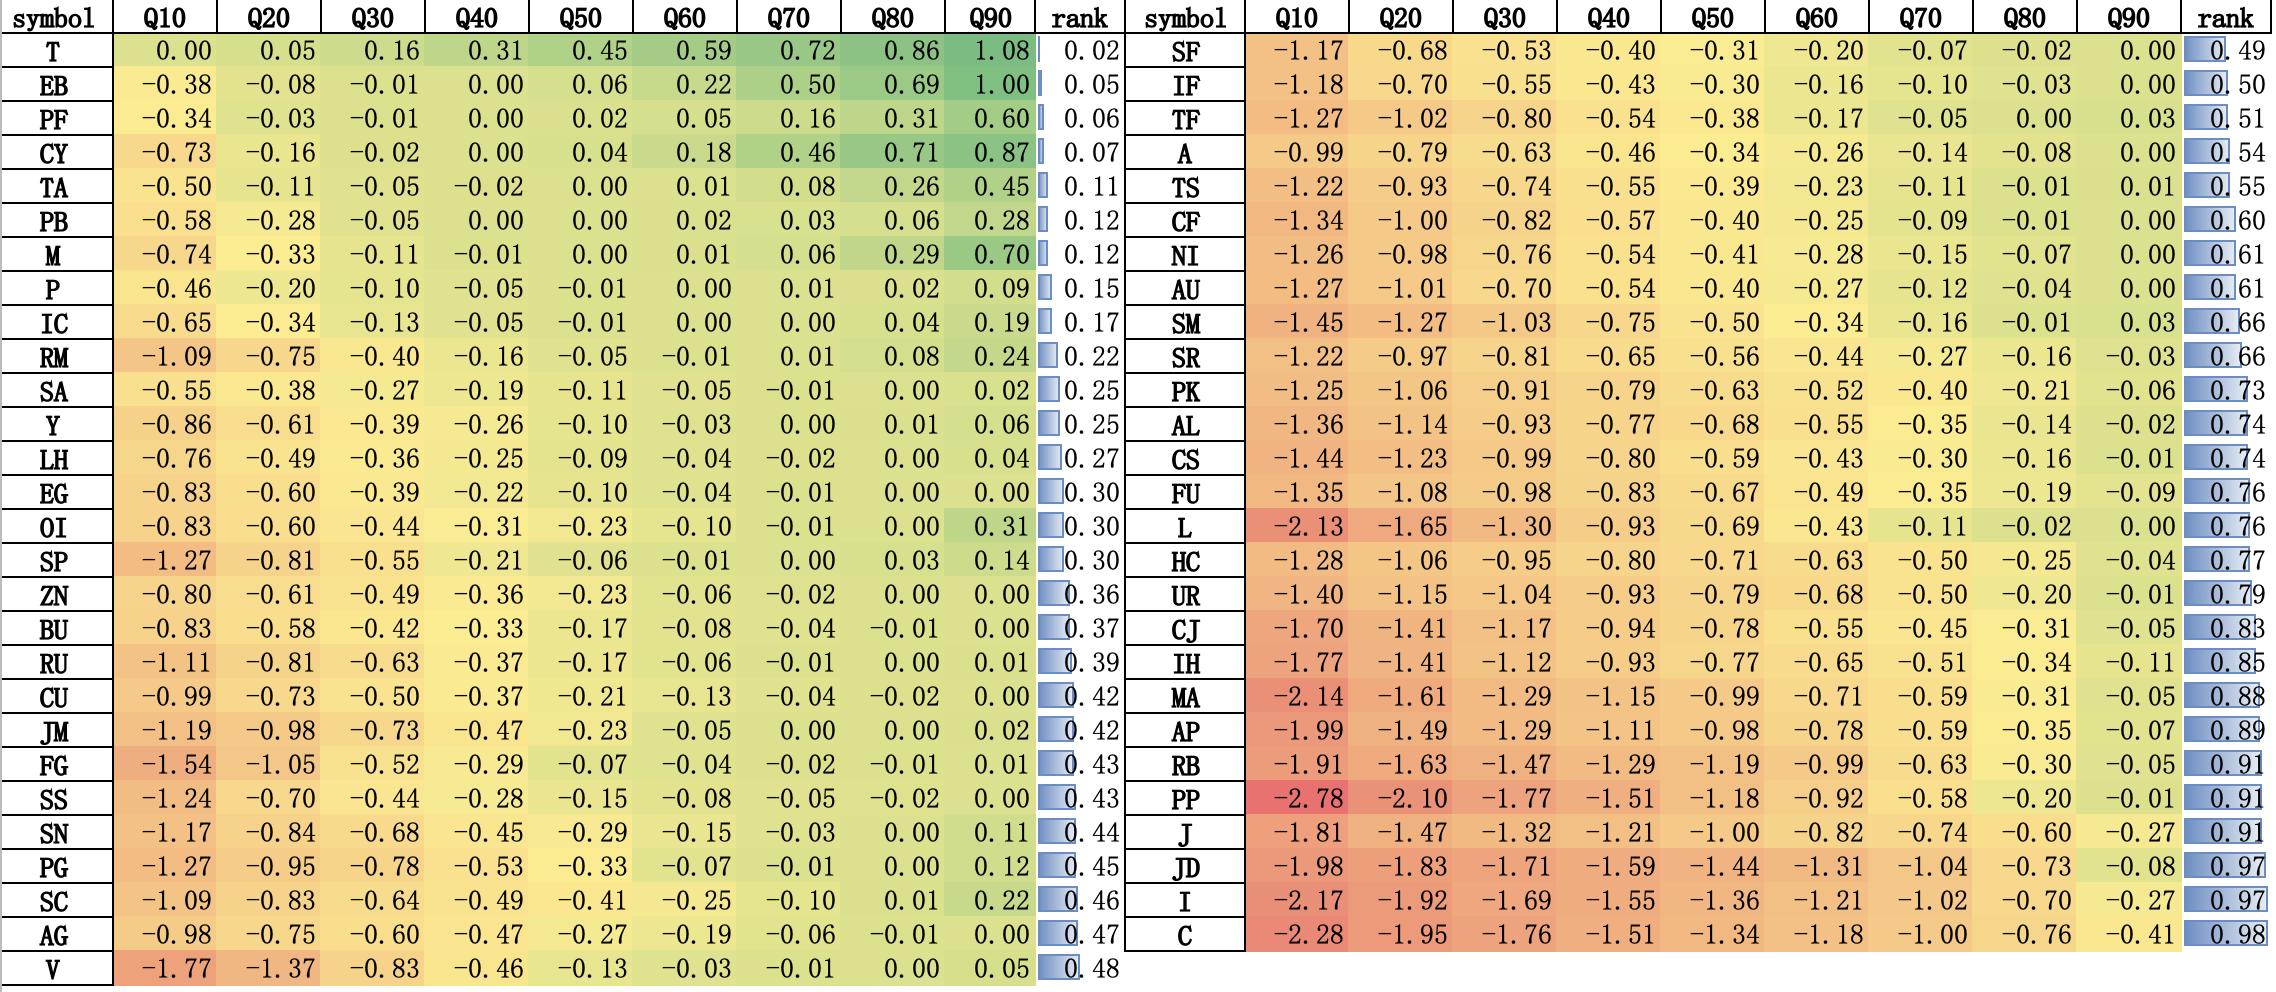 symbol Q10 Q20 Q30 Q40 Q50 Q60 Q70 Q80 Q90 rank symbol Q10 Q20 Q30 Q40 Q50 Q60 Q70 Q80 Q90 rank
T 0.00 0.05 0.16 0.31 0.45 0.59 0.72 0.86 1.08 0.02 SF -1.17 -0.68 -0.53 -0.40 -0.31 -0.20 -0.07 -0.02 0.00 0.49
EB -0.38 -0.08 -0.01 0.00 0.06 0.22 0.50 0.69 1.00 0.05 IF -1.18 -0.70 -0.55 -0.43 -0.30 -0.16 -0.10 -0.03 0.00 0.50
PF -0.34 -0.03 -0.01 0.00 0.02 0.05 0.16 0.31 0.60 0.06 TF -1.27 -1.02 -0.80 -0.54 -0.38 -0.17 -0.05 0.00 0.03 0.51
CY -0.73 -0.16 -0.02 0.00 0.04 0.18 0.46 0.71 0.87 0.07 A -0.99 -0.79 -0.63 -0.46 -0.34 -0.26 -0.14 -0.08 0.00 0.54
TA -0.50 -0.11 -0.05 -0.02 0.00 0.01 0.08 0.26 0.45 0.11 TS -1.22 -0.93 -0.74 -0.55 -0.39 -0.23 -0.11 -0.01 0.01 0.55
PB -0.58 -0.28 -0.05 0.00 0.00 0.02 0.03 0.06 0.28 0.12 CF -1.34 -1.00 -0.82 -0.57 -0.40 -0.25 -0.09 -0.01 0.00 0.60
M -0.74 -0.33 -0.11 -0.01 0.00 0.01 0.06 0.29 0.70 0.12 NI -1.26 -0.98 -0.76 -0.54 -0.41 -0.28 -0.15 -0.07 0.00 0.61
P -0.46 -0.20 -0.10 -0.05 -0.01 0.00 0.01 0.02 0.09 0.15 AU -1.27 -1.01 -0.70 -0.54 -0.40 -0.27 -0.12 -0.04 0.00 0.61
IC -0.65 -0.34 -0.13 -0.05 -0.01 0.00 0.00 0.04 0.19 0.17 SM -1.45 -1.27 -1.03 -0.75 -0.50 -0.34 -0.16 -0.01 0.03 0.66
RM -1.09 -0.75 -0.40 -0.16 -0.05 -0.01 0.01 0.08 0.24 0.22 SR -1.22 -0.97 -0.81 -0.65 -0.56 -0.44 -0.27 -0.16 -0.03 0.66
SA -0.55 -0.38 -0.27 -0.19 -0.11 -0.05 -0.01 0.00 0.02 0.25 PK -1.25 -1.06 -0.91 -0.79 -0.63 -0.52 -0.40 -0.21 -0.06 0.73
Y -0.86 -0.61 -0.39 -0.26 -0.10 -0.03 0.00 0.01 0.06 0.25 AL -1.36 -1.14 -0.93 -0.77 -0.68 -0.55 -0.35 -0.14 -0.02 0.74
LH -0.76 -0.49 -0.36 -0.25 -0.09 -0.04 -0.02 0.00 0.04 0.27 CS -1.44 -1.23 -0.99 -0.80 -0.59 -0.43 -0.30 -0.16 -0.01 0.74
EG -0.83 -0.60 -0.39 -0.22 -0.10 -0.04 -0.01 0.00 0.00 0.30 FU -1.35 -1.08 -0.98 -0.83 -0.67 -0.49 -0.35 -0.19 -0.09 0.76
OI -0.83 -0.60 -0.44 -0.31 -0.23 -0.10 -0.01 0.00 0.31 0.30 L -2.13 -1.65 -1.30 -0.93 -0.69 -0.43 -0.11 -0.02 0.00 0.76
SP -1.27 -0.81 -0.55 -0.21 -0.06 -0.01 0.00 0.03 0.14 0.30 HC -1.28 -1.06 -0.95 -0.80 -0.71 -0.63 -0.50 -0.25 -0.04 0.77
ZN -0.80 -0.61 -0.49 -0.36 -0.23 -0.06 -0.02 0.00 0.00 0.36 UR -1.40 -1.15 -1.04 -0.93 -0.79 -0.68 -0.50 -0.20 -0.01 0.79
BU -0.83 -0.58 -0.42 -0.33 -0.17 -0.08 -0.04 -0.01 0.00 0.37 CJ -1.70 -1.41 -1.17 -0.94 -0.78 -0.55 -0.45 -0.31 -0.05 0.83
RU -1.11 -0.81 -0.63 -0.37 -0.17 -0.06 -0.01 0.00 0.01 0.39 IH -1.77 -1.41 -1.12 -0.93 -0.77 -0.65 -0.51 -0.34 -0.11 0.85
CU -0.99 -0.73 -0.50 -0.37 -0.21 -0.13 -0.04 -0.02 0.00 0.42 MA -2.14 -1.61 -1.29 -1.15 -0.99 -0.71 -0.59 -0.31 -0.05 0.88
JM -1.19 -0.98 -0.73 -0.47 -0.23 -0.05 0.00 0.00 0.02 0.42 AP -1.99 -1.49 -1.29 -1.11 -0.98 -0.78 -0.59 -0.35 -0.07 0.89
FG -1.54 -1.05 -0.52 -0.29 -0.07 -0.04 -0.02 -0.01 0.01 0.43 RB -1.91 -1.63 -1.47 -1.29 -1.19 -0.99 -0.63 -0.30 -0.05 0.91
SS -1.24 -0.70 -0.44 -0.28 -0.15 -0.08 -0.05 -0.02 0.00 0.43 PP -2.78 -2.10 -1.77 -1.51 -1.18 -0.92 -0.58 -0.20 -0.01 0.91
SN -1.17 -0.84 -0.68 -0.45 -0.29 -0.15 -0.03 0.00 0.11 0.44 J -1.81 -1.47 -1.32 -1.21 -1.00 -0.82 -0.74 -0.60 -0.27 0.91
PG -1.27 -0.95 -0.78 -0.53 -0.33 -0.07 -0.01 0.00 0.12 0.45 JD -1.98 -1.83 -1.71 -1.59 -1.44 -1.31 -1.04 -0.73 -0.08 0.97
SC -1.09 -0.83 -0.64 -0.49 -0.41 -0.25 -0.10 0.01 0.22 0.46 I -2.17 -1.92 -1.69 -1.55 -1.36 -1.21 -1.02 -0.70 -0.27 0.97
AG -0.98 -0.75 -0.60 -0.47 -0.27 -0.19 -0.06 -0.01 0.00 0.47 C -2.28 -1.95 -1.76 -1.51 -1.34 -1.18 -1.00 -0.76 -0.41 0.98
V -1.77 -1.37 -0.83 -0.46 -0.13 -0.03 -0.01 0.00 0.05 0.48